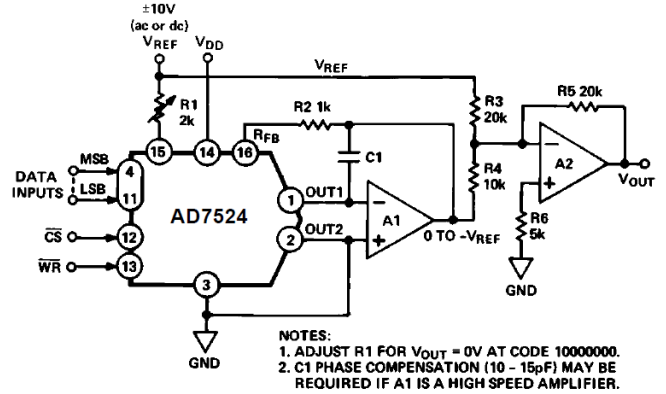 ±10V
(ac or dc)
VREF
VDD
VREF
R1
2k
R2 1k
R3
20k
R5 20k
RFB
15
14
16
C1
R4
10k
A2
VOUT
MSB
4
DATA
INPUTS
LSB
11
AD7524
1
OUT1
A1
2
OUT2
0 TO -VREF
R6
5k
CS
12
WR
13
3
GND
GND
NOTES:
1. ADJUST R1 FOR VOUT = 0V AT CODE 10000000.
2. C1 PHASE COMPENSATION (10 – 15pF) MAY BE
REQUIRED IF A1 IS A HIGH SPEED AMPLIFIER.